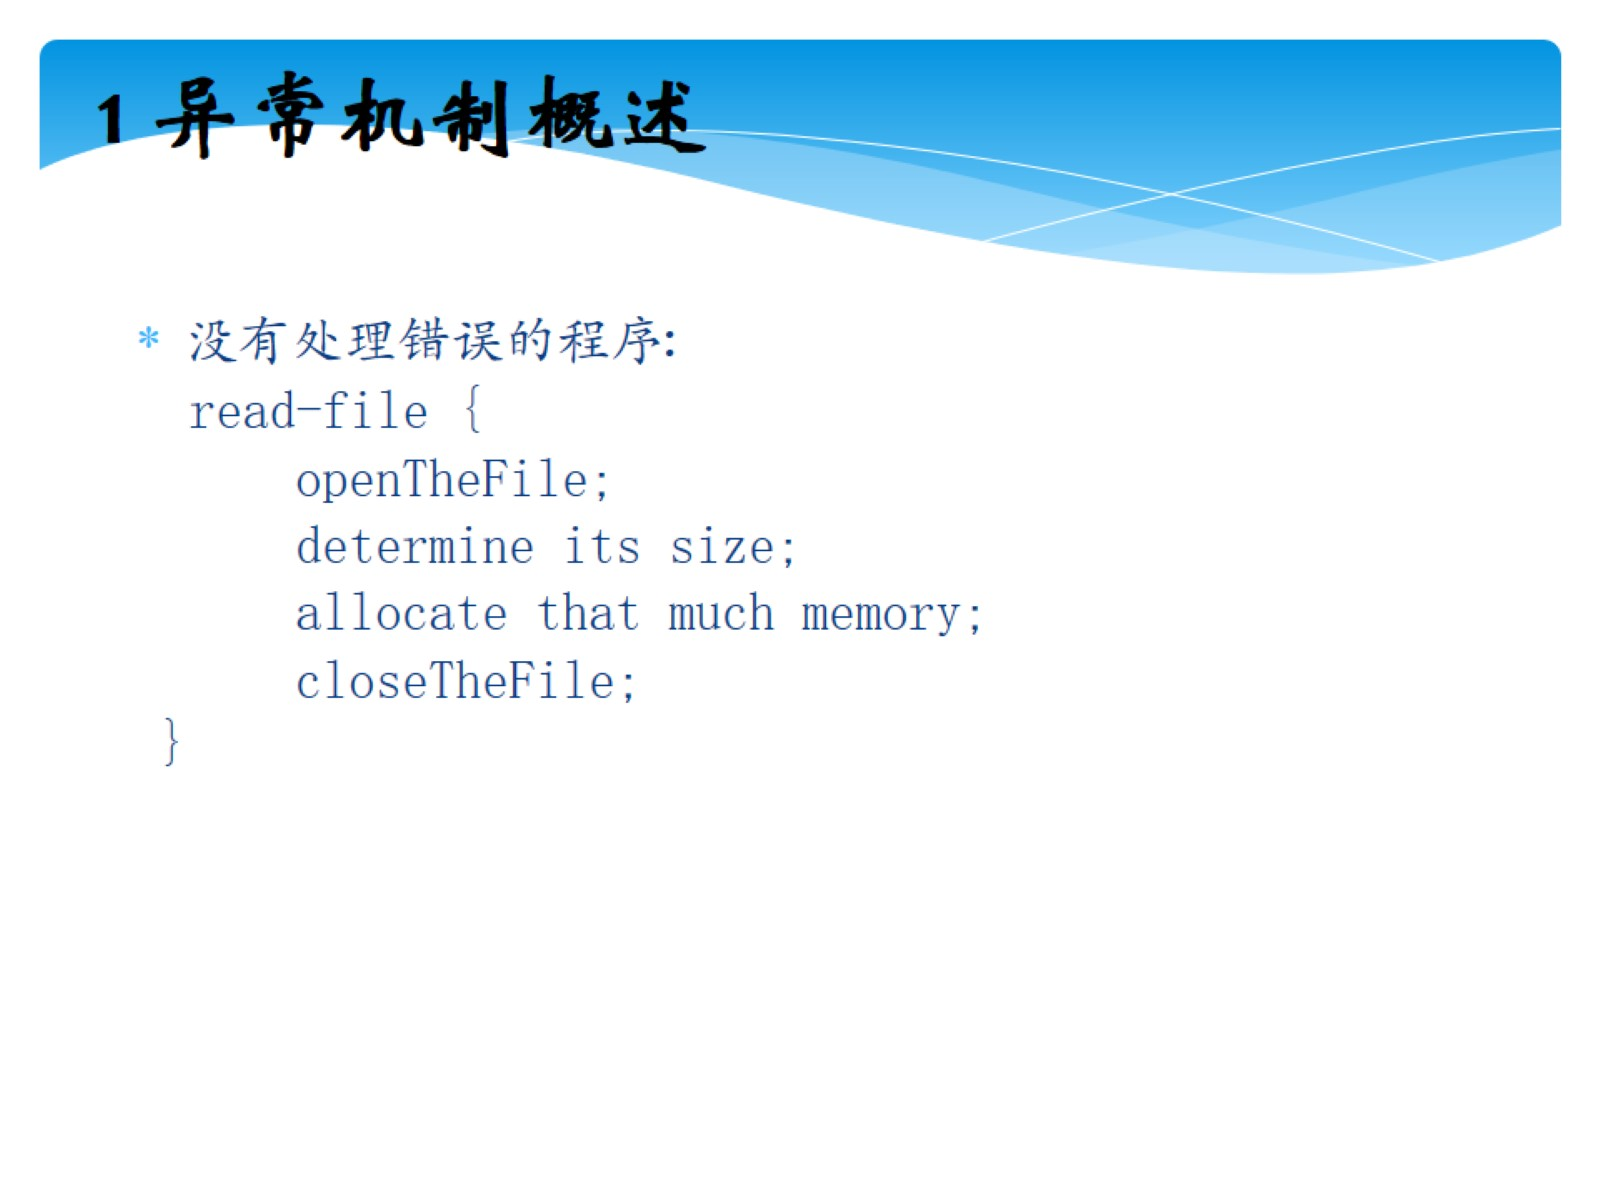 1 异常机制概述
* 没有处理错误的程序:
read-file {
openTheFile;
determine its size;
allocate that much memory;
closeTheFile;
}